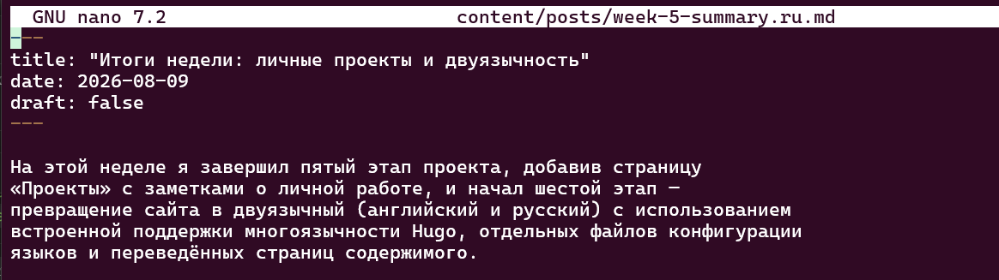 GNU nano 7.2 content/posts/week-5-summary.ru.md
---
title: "Итоги недели: личные проекты и двуязычность"
date: 2026-08-09
draft: false
---
На этой неделе я завершил пятый этап проекта, добавив страницу
«Проекты» с заметками о личной работе, и начал шестой этап —
превращение сайта в двуязычный (английский и русский) с использованием
встроенной поддержки многоязычности Hugo, отдельных файлов конфигурации
языков и переведённых страниц содержимого.